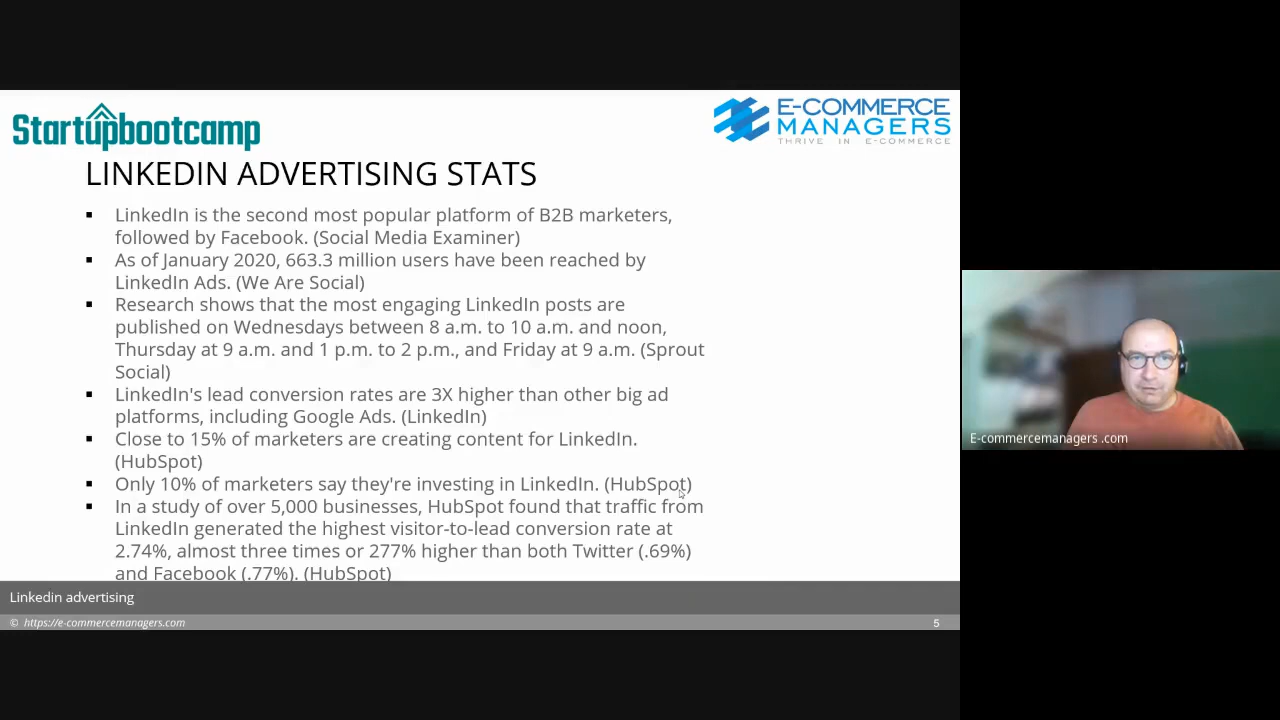 Startupbootcamp
E-COMMERCE
MANAGERS
THRIVE IN E-COMMERCE
LINKEDIN ADVERTISING STATS
▪ LinkedIn is the second most popular platform of B2B marketers,
followed by Facebook. (Social Media Examiner)
▪ As of January 2020, 663.3 million users have been reached by
LinkedIn Ads. (We Are Social)
▪ Research shows that the most engaging LinkedIn posts are
published on Wednesdays between 8 a.m. to 10 a.m. and noon,
Thursday at 9 a.m. and 1 p.m. to 2 p.m., and Friday at 9 a.m. (Sprout
Social)
▪ LinkedIn's lead conversion rates are 3X higher than other big ad
platforms, including Google Ads. (LinkedIn)
▪ Close to 15% of marketers are creating content for LinkedIn.
(HubSpot)
▪ Only 10% of marketers say they're investing in LinkedIn. (HubSpot)
▪ In a study of over 5,000 businesses, HubSpot found that traffic from
LinkedIn generated the highest visitor-to-lead conversion rate at
2.74%, almost three times or 277% higher than both Twitter (.69%)
and Facebook (.77%). (HubSpot)
Linkedin advertising
© https://e-commercemanagers.com
5
E-commercemanagers .com